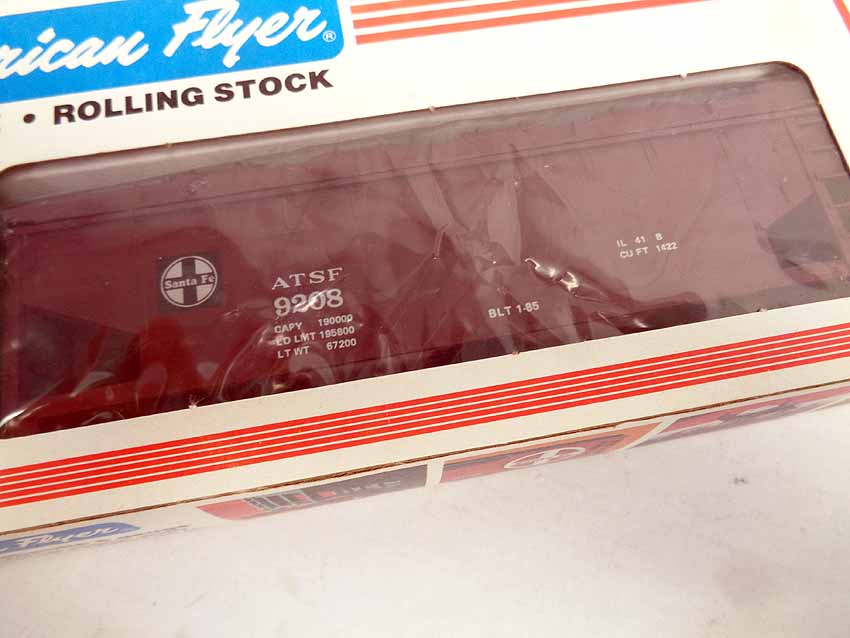 rican Flyer®
• ROLLING STOCK
Santa Fe
ATSF
9208
CAPY 190000
LD LMT 195800
LT WT 67200
BLT 1-85
IL 41 B
CU FT 1422
Flyer